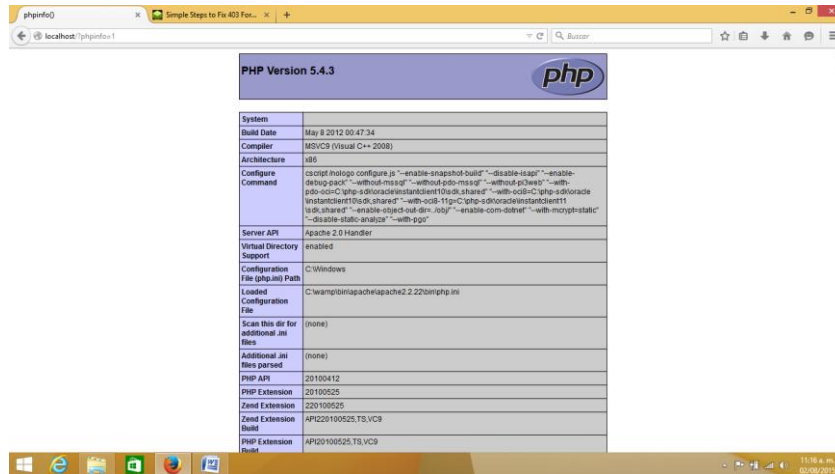 phpinfo()
Simple Steps to Fix 403 For...
localhost/?phpinfo=1
Buscar
PHP Version 5.4.3
php
System
Build Date May 8 2012 00:47:34
Compiler MSVC9 (Visual C++ 2008)
Architecture x86
Configure Command cscript /nologo configure.js "--enable-snapshot-build" "--disable-isapi" "--enable-
debug-pack" "--without-mssql" "--without-pdo-mssql" "--without-pi3web" "--with-
pdo-oci=C:\php-sdk\oracle\instantclient10\sdk,shared" "--with-oci8=C:\php-sdk\oracle
\instantclient10\sdk,shared" "--with-oci8-11g=C:\php-sdk\oracle\instantclient11
\sdk,shared" "--enable-object-out-dir=../obj/" "--enable-com-dotnet" "--with-mcrypt=static"
"--disable-static-analyze" "--with-pgo"
Server API Apache 2.0 Handler
Virtual Directory Support enabled
Configuration File (php.ini) Path C:\Windows
Loaded Configuration File C:\wamp\bin\apache\apache2.2.22\bin\php.ini
Scan this dir for additional .ini files (none)
Additional .ini files parsed (none)
PHP API 20100412
PHP Extension 20100525
Zend Extension 220100525
Zend Extension Build API220100525,TS,VC9
PHP Extension Build API20100525,TS,VC9
11:16 a. m.
02/08/2015